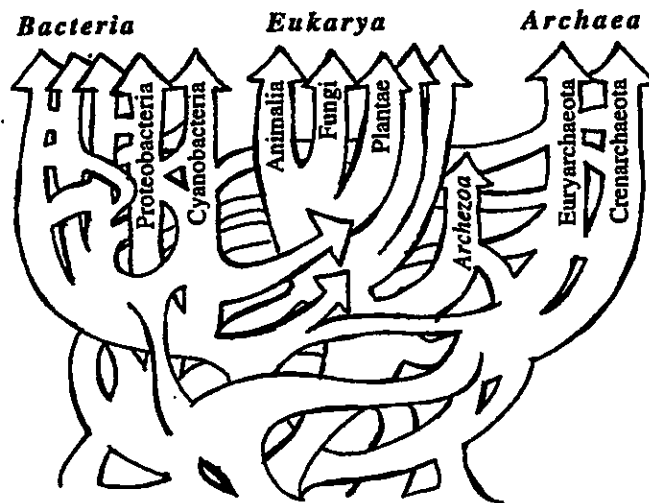 Bacteria
Eukarya
Archaea
Proteobacteria
Cyanobacteria
Animalia
Fungi
Plantae
Archezoa
Euryarchaeota
Crenarchaeota